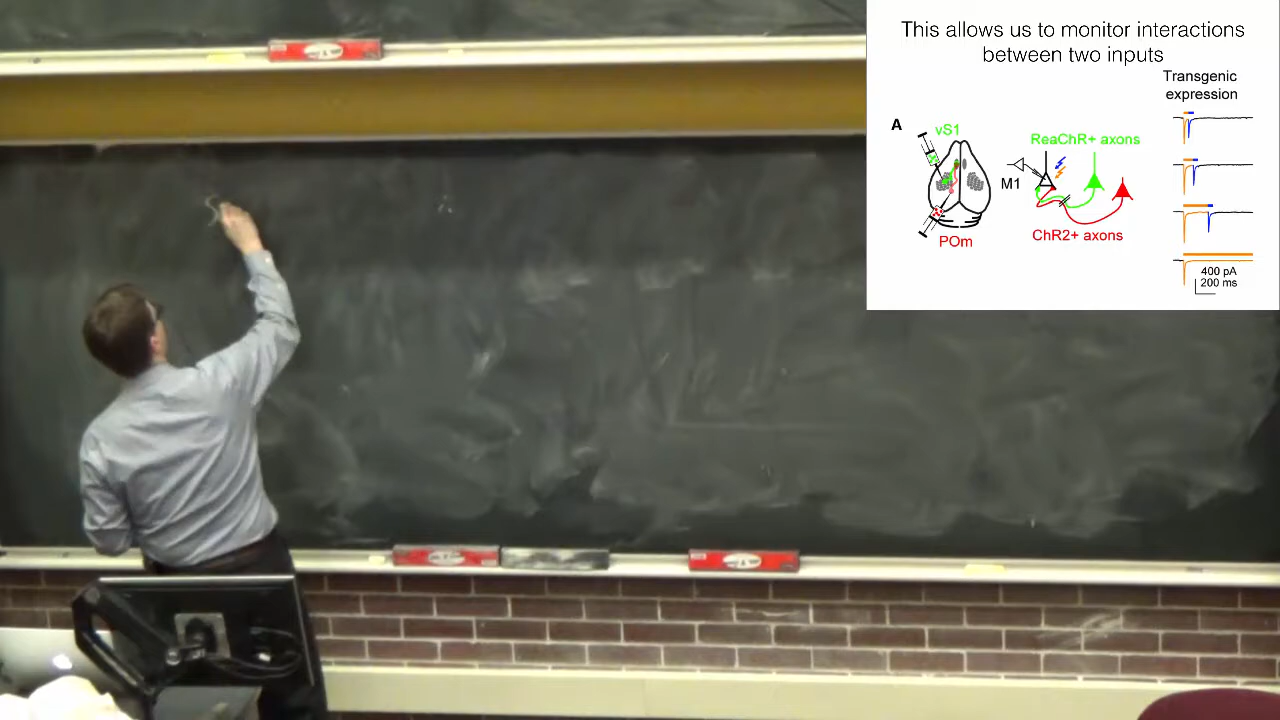 This allows us to monitor interactions
between two inputs
Transgenic
expression
A
vS1
ReaChR+ axons
M1
POm
ChR2+ axons
400 pA
200 ms